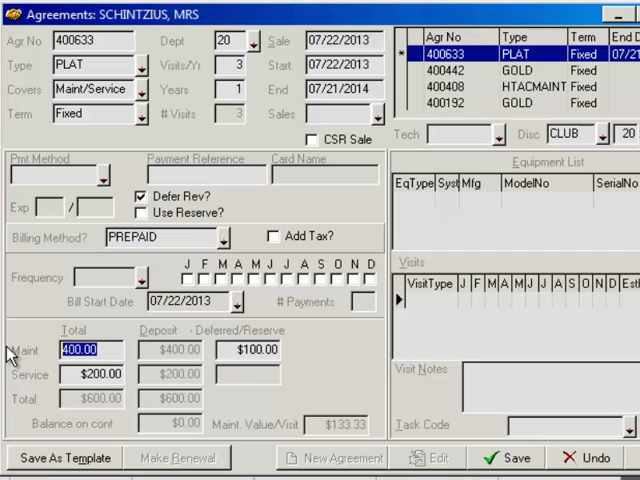 Agreements: SCHINTZIUS, MRS
Agr No 400633 Dept 20 Sale 07/22/2013
Type PLAT Visits/Yr 3 Start 07/22/2013
Covers Maint/Service Years 1 End 07/21/2014
Term Fixed # Visits 3 Sales
CSR Sale
Agr No Type Term End D
* 400633 PLAT Fixed 07/21
400442 GOLD Fixed
400408 HTACMAINT Fixed
400192 GOLD Fixed
Tech Disc CLUB 20
Pmt Method Payment Reference Card Name
Exp / Defer Rev?
Use Reserve?
Billing Method? PREPAID Add Tax?
Frequency J F M A M J J A S O N D
Bill Start Date 07/22/2013 # Payments
Total Deposit - Deferred/Reserve
Maint 400.00 $400.00 $100.00
Service $200.00 $200.00
Total $600.00 $600.00
Balance on cont $0.00 Maint. Value/Visit $133.33
Equipment List
EqType Syst Mfg ModelNo SerialNo
Visits
VisitType J F M A M J J A S O N D Est
Visit Notes
Task Code
Save As Template Make Renewal New Agreement Edit Save Undo